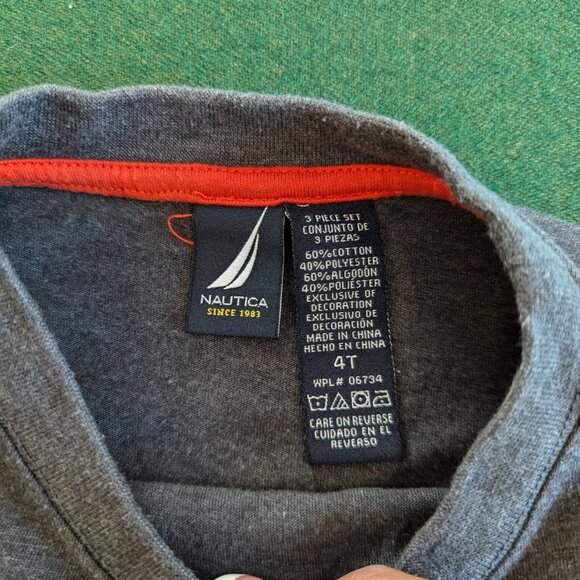 NAUTICA
SINCE 1983
3 PIECE SET
CONJUNTO DE
3 PIEZAS
60%COTTON
40%POLYESTER
60%ALGODÓN
40%POLIÉSTER
EXCLUSIVE OF
DECORATION
EXCLUSIVO DE
DECORACIÓN
MADE IN CHINA
HECHO EN CHINA
4T
WPL# 06734
CARE ON REVERSE
CUIDADO EN EL
REVERSO